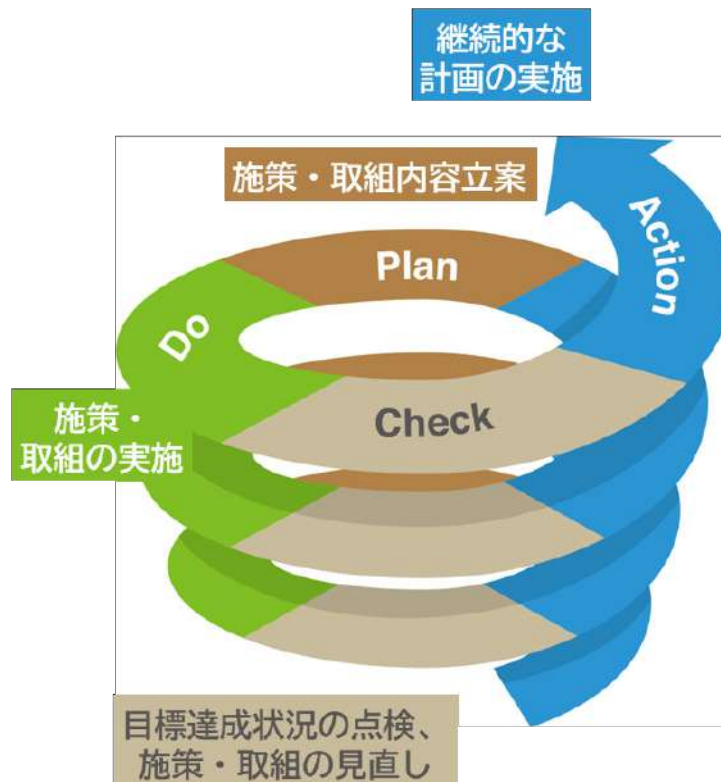 継続的な
計画の実施
施策・取組内容立案
Plan
Action
Do
Check
施策・
取組の実施
目標達成状況の点検、
施策・取組の見直し